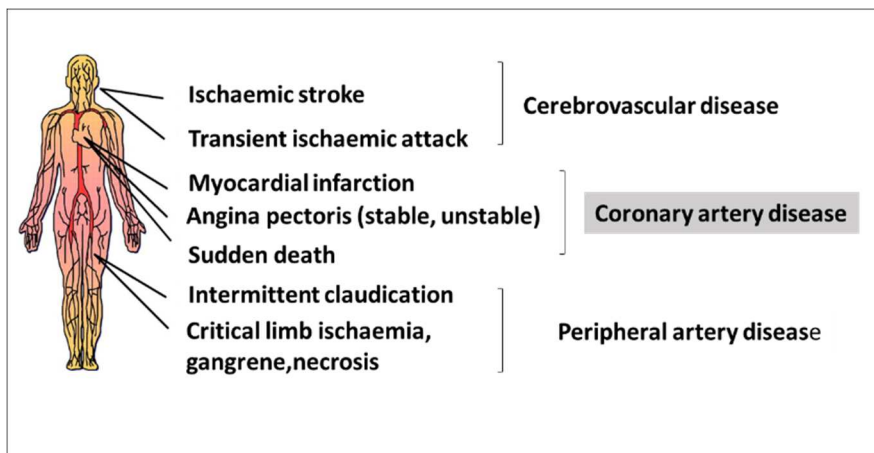 Ischaemic stroke
Transient ischaemic attack
Cerebrovascular disease
Myocardial infarction
Angina pectoris (stable, unstable)
Sudden death
Coronary artery disease
Intermittent claudication
Critical limb ischaemia,
gangrene,necrosis
Peripheral artery disease